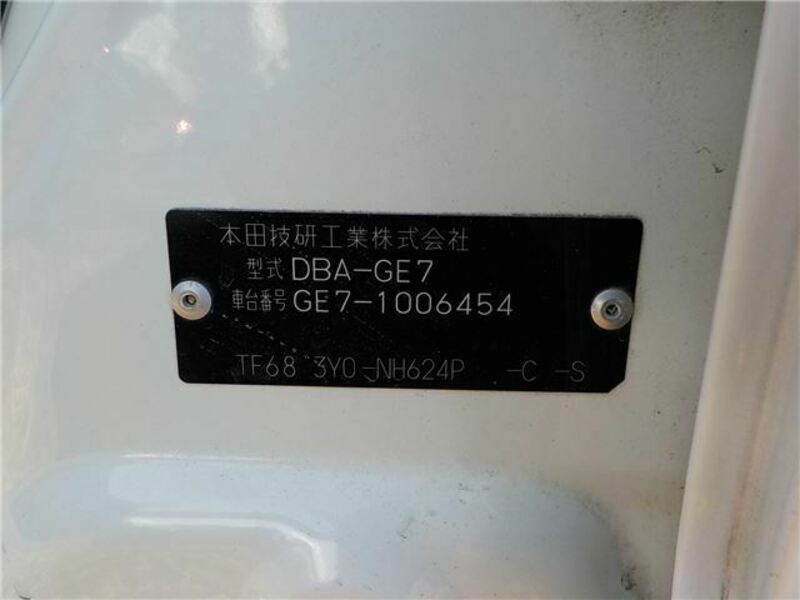 本田技研工業株式会社
型式 DBA-GE7
車台番号 GE7-1006454
TF68 3Y0-NH624P -C -S